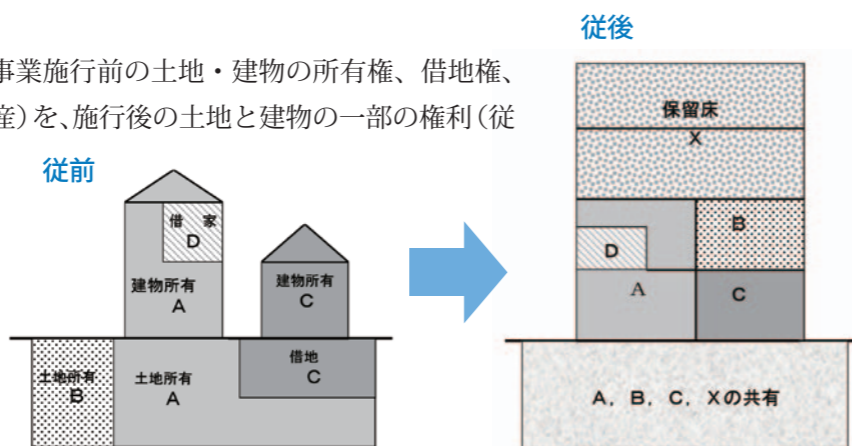 従後
事業施行前の土地・建物の所有権、借地権、
産)を、施行後の土地と建物の一部の権利(従
従前
借 家
D
建物所有
A
建物所有
C
土地所有
B
土地所有
A
借地
C
保留床
X
B
D
A
C
A, B, C, Xの共有